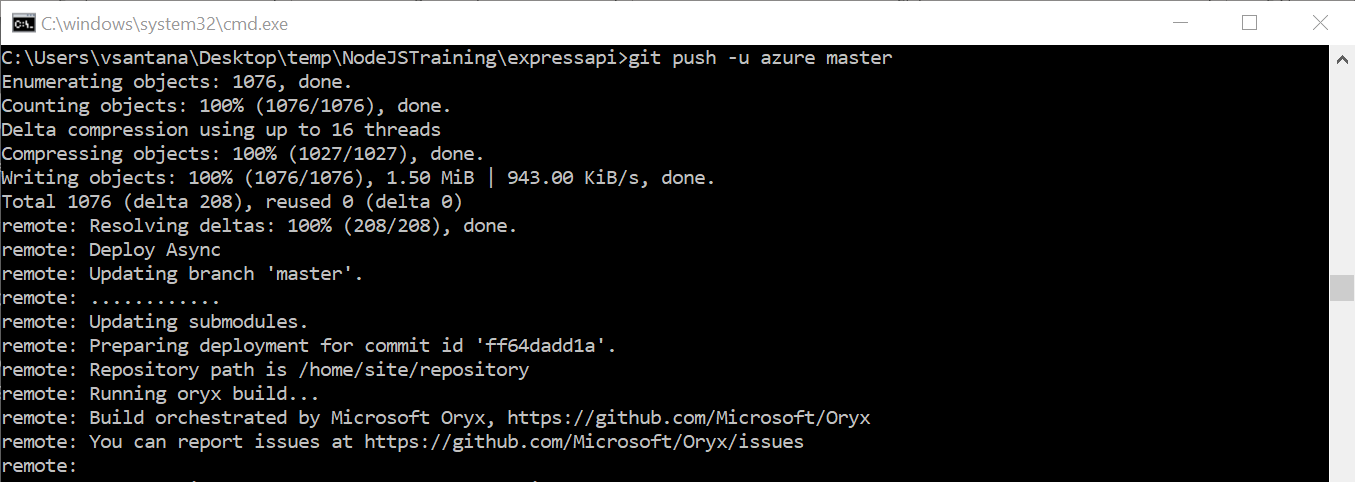 C:\windows\system32\cmd.exe
C:\Users\vsantana\Desktop\temp\NodeJSTraining\expressapi>git push -u azure master
Enumerating objects: 1076, done.
Counting objects: 100% (1076/1076), done.
Delta compression using up to 16 threads
Compressing objects: 100% (1027/1027), done.
Writing objects: 100% (1076/1076), 1.50 MiB | 943.00 KiB/s, done.
Total 1076 (delta 208), reused 0 (delta 0)
remote: Resolving deltas: 100% (208/208), done.
remote: Deploy Async
remote: Updating branch 'master'.
remote: ............
remote: Updating submodules.
remote: Preparing deployment for commit id 'ff64dadd1a'.
remote: Repository path is /home/site/repository
remote: Running oryx build...
remote: Build orchestrated by Microsoft Oryx, https://github.com/Microsoft/Oryx
remote: You can report issues at https://github.com/Microsoft/Oryx/issues
remote: